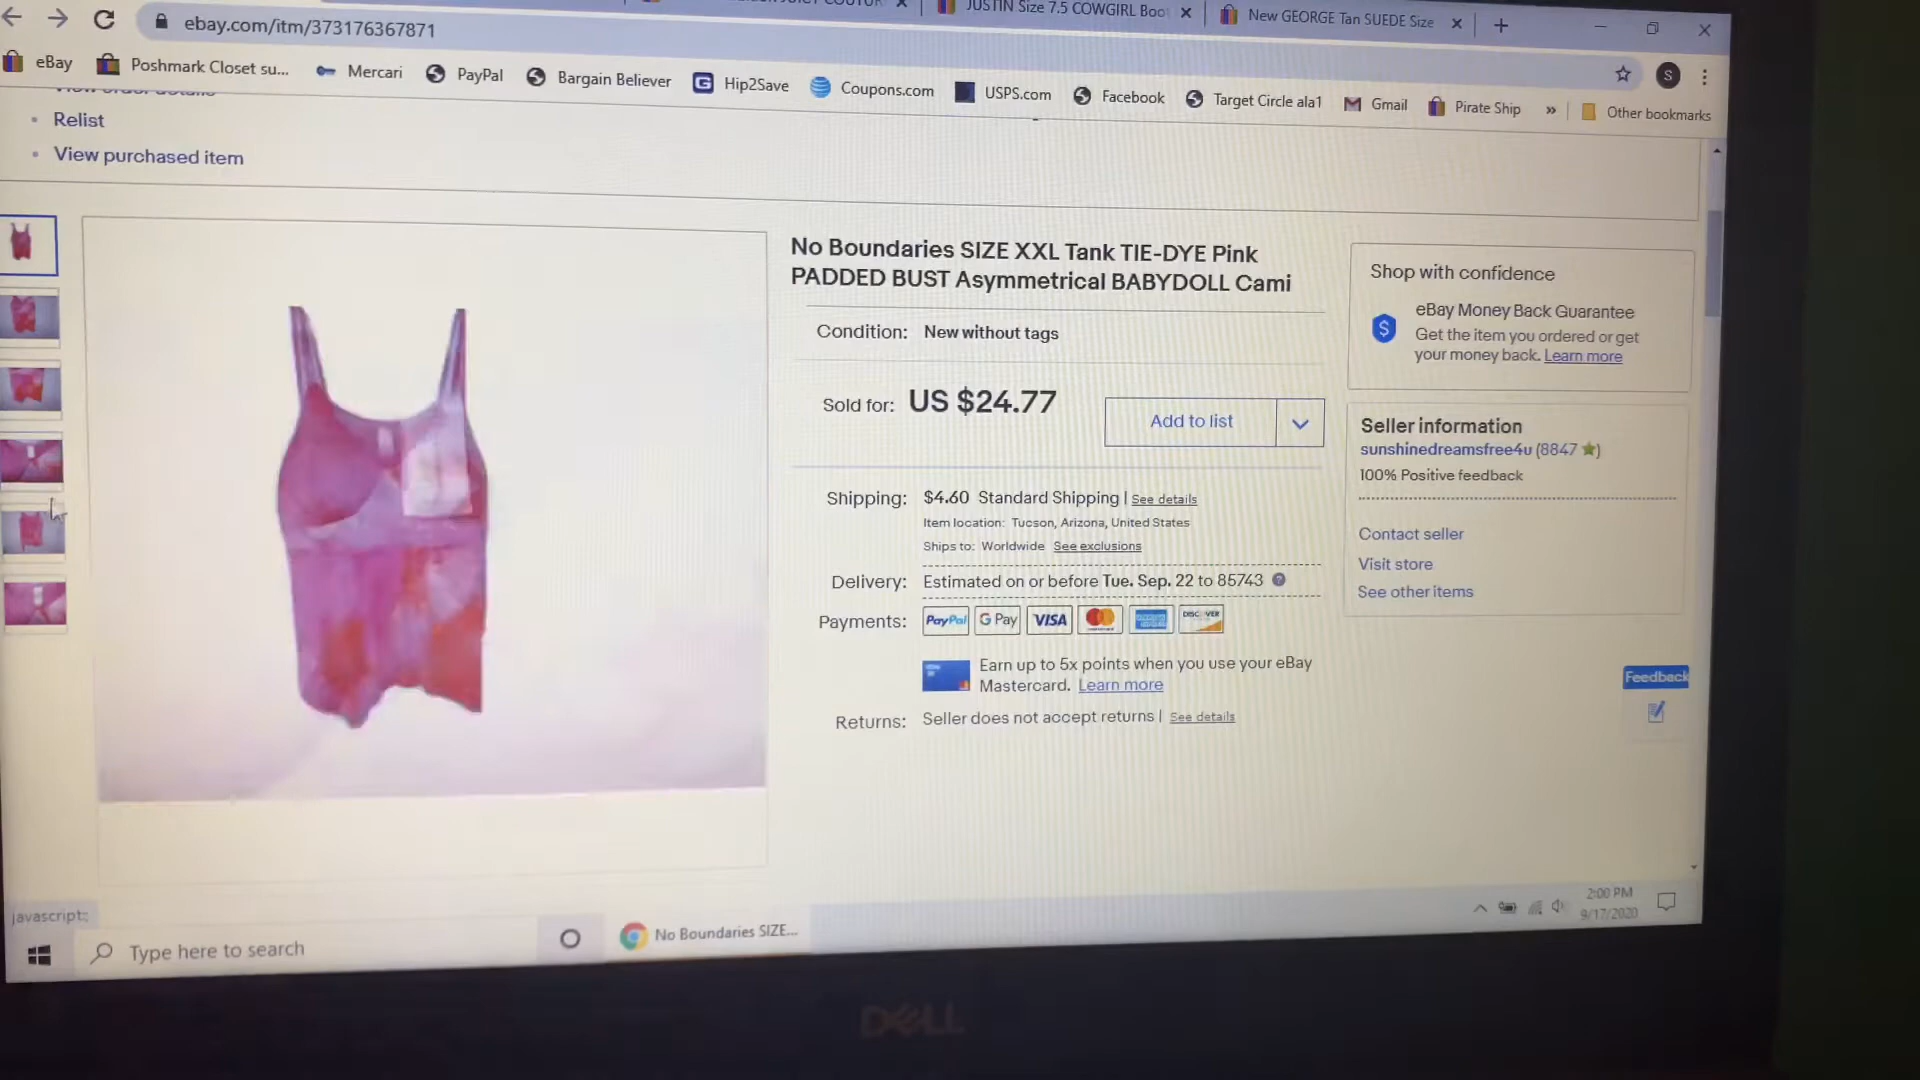 JUSTIN Size 7.5 COWGIRL Boo
New GEORGE Tan SUEDE Size
ebay.com/itm/373176367871
S
eBay
Poshmark Closet su...
Mercari
PayPal
Bargain Believer
Hip2Save
Coupons.com
USPS.com
Facebook
Target Circle ala1
Gmail
Pirate Ship
»
Other bookmarks
View order details
Relist
View purchased item
No Boundaries SIZE XXL Tank TIE-DYE Pink
PADDED BUST Asymmetrical BABYDOLL Cami
Condition: New without tags
Sold for: US $24.77
Add to list
Shipping: $4.60 Standard Shipping | See details
Item location: Tucson, Arizona, United States
Ships to: Worldwide See exclusions
Delivery: Estimated on or before Tue. Sep. 22 to 85743
Payments: PayPal G Pay VISA DISCOVER
Earn up to 5x points when you use your eBay
Mastercard. Learn more
Returns: Seller does not accept returns | See details
Shop with confidence
eBay Money Back Guarantee
Get the item you ordered or get
your money back. Learn more
Seller information
sunshinedreamsfree4u (8847)
100% Positive feedback
Contact seller
Visit store
See other items
Feedback
javascript:;
Type here to search
No Boundaries SIZE...
2:00 PM
9/17/2020
DELL